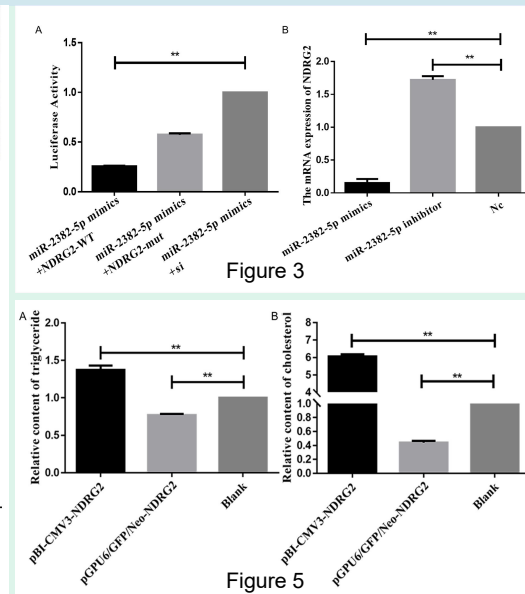 A
**
Luciferase Activity
1.5
1.0
0.5
0.0
miR-2382-5p mimics
+NDRG2-WT
miR-2382-5p mimics
+NDRG2-mut
miR-2382-5p mimics
+si
B
**
**
The mRNA expression of NDRG2
2.0
1.5
1.0
0.5
0.0
miR-2382-5p mimics
miR-2382-5p inhibitor
Nc
Figure 3
A
**
**
Relative content of triglyceride
2.0
1.5
1.0
0.5
0.0
pBI-CMV3-NDRG2
pGPU6/GFP/Neo-NDRG2
Blank
B
**
**
Relative content of cholesterol
8
7
6
5
4
1.0
0.8
0.6
0.4
0.2
0.0
pBI-CMV3-NDRG2
pGPU6/GFP/Neo-NDRG2
Blank
Figure 5